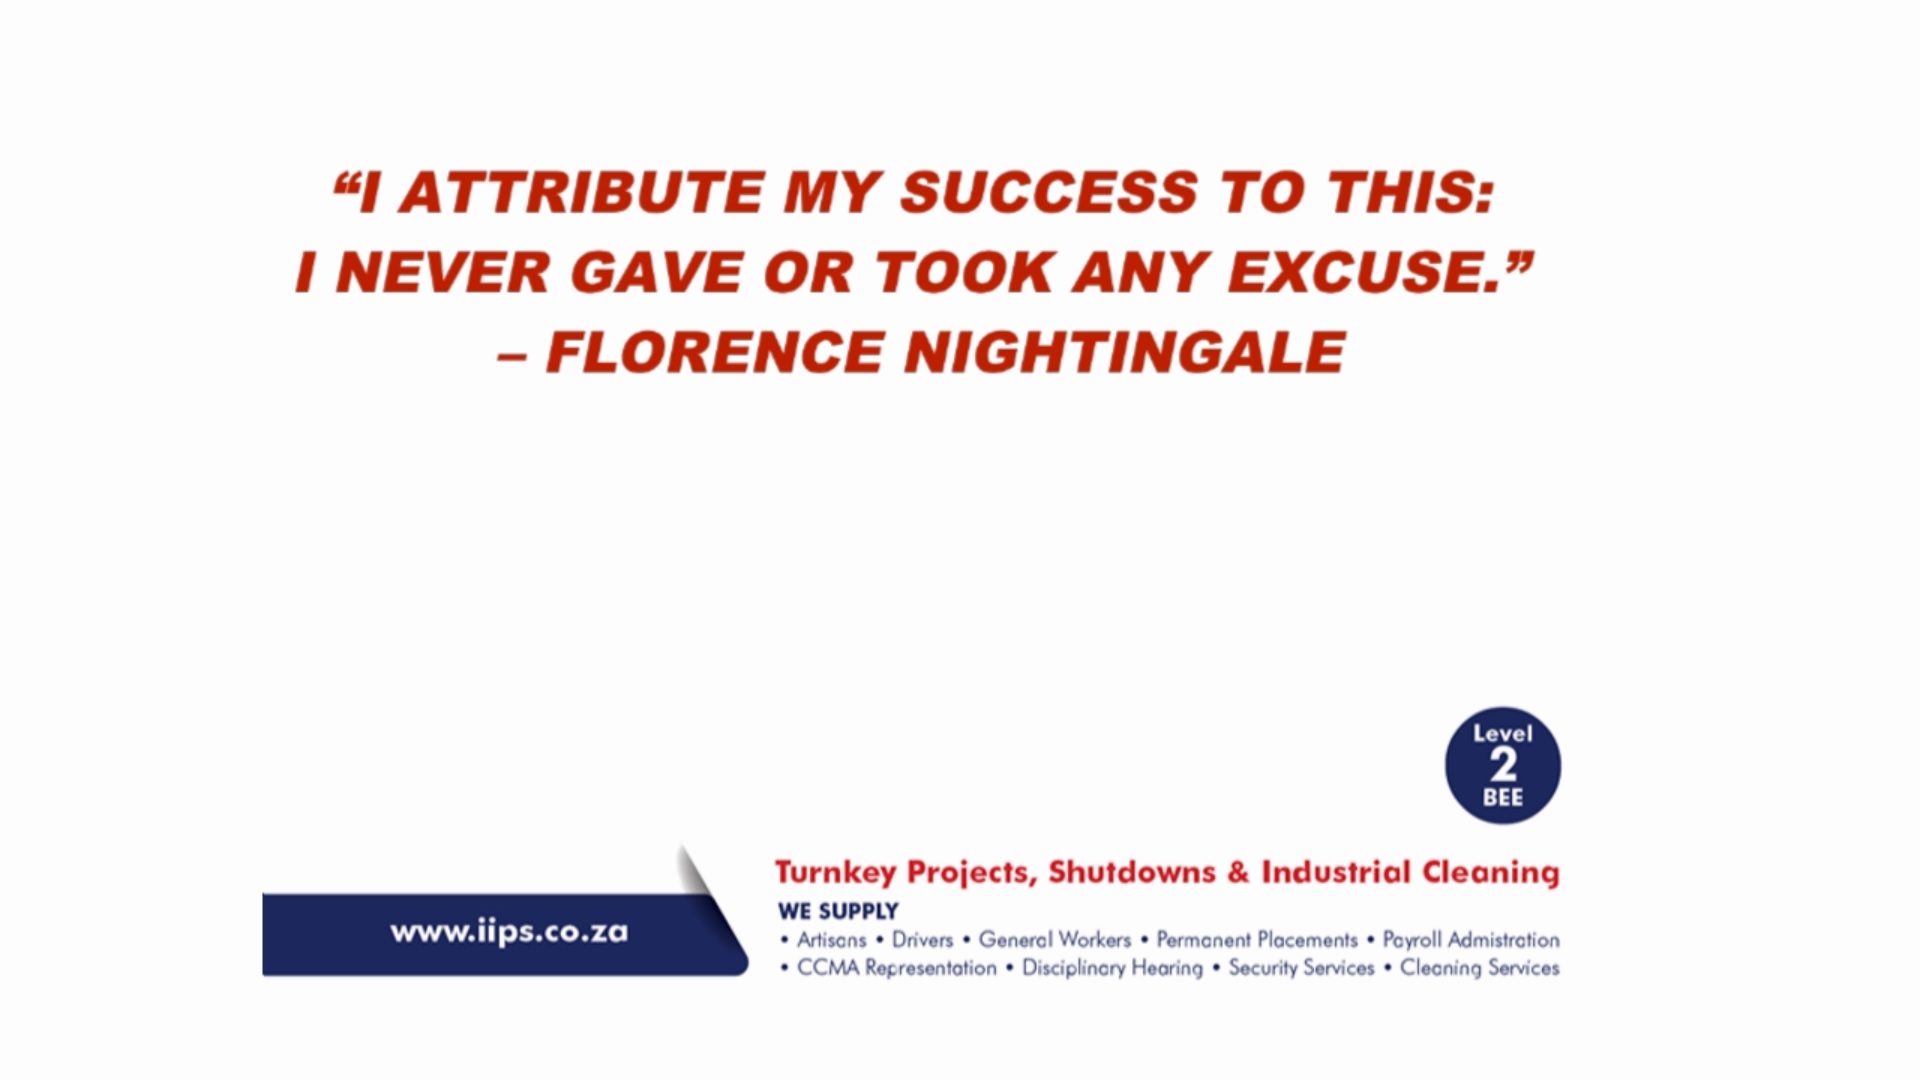 “I ATTRIBUTE MY SUCCESS TO THIS:
I NEVER GAVE OR TOOK ANY EXCUSE.”
– FLORENCE NIGHTINGALE
Level
2
BEE
www.iips.co.za
Turnkey Projects, Shutdowns & Industrial Cleaning
WE SUPPLY
• Artisans • Drivers • General Workers • Permanent Placements • Payroll Admistration
• CCMA Representation • Disciplinary Hearing • Security Services • Cleaning Services